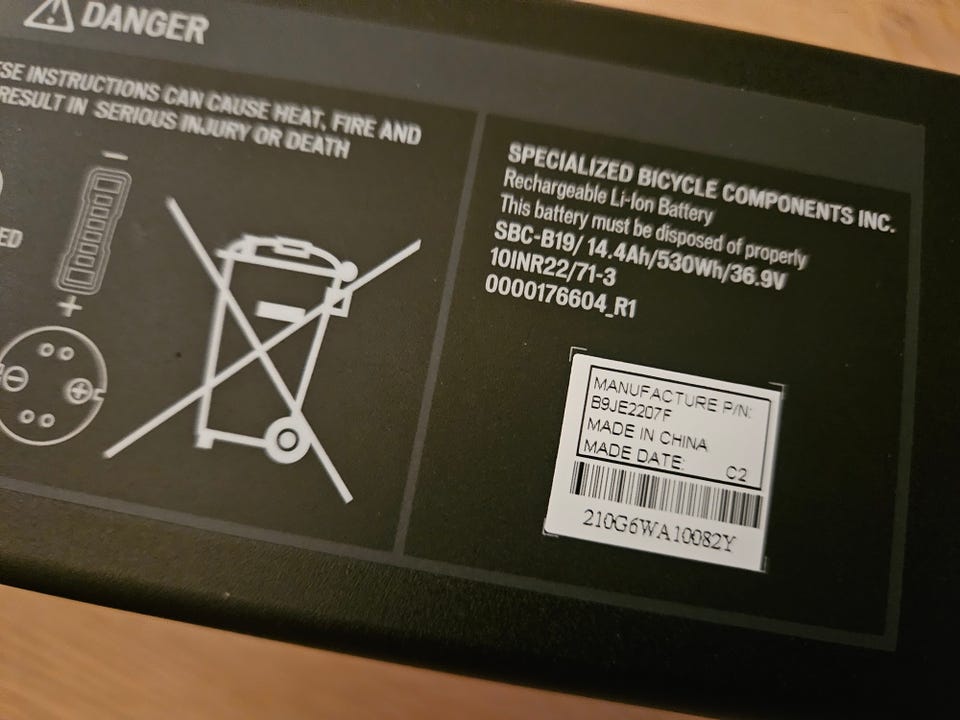 DANGER
SE INSTRUCTIONS CAN CAUSE HEAT, FIRE AND
RESULT IN SERIOUS INJURY OR DEATH
ED
SPECIALIZED BICYCLE COMPONENTS INC.
Rechargeable Li-Ion Battery
This battery must be disposed of properly
SBC-B19/ 14.4Ah/530Wh/36.9V
10INR22/71-3
0000176604_R1
MANUFACTURE P/N:
B9JE2207F
MADE IN CHINA
MADE DATE: C2
210G6WA10082Y